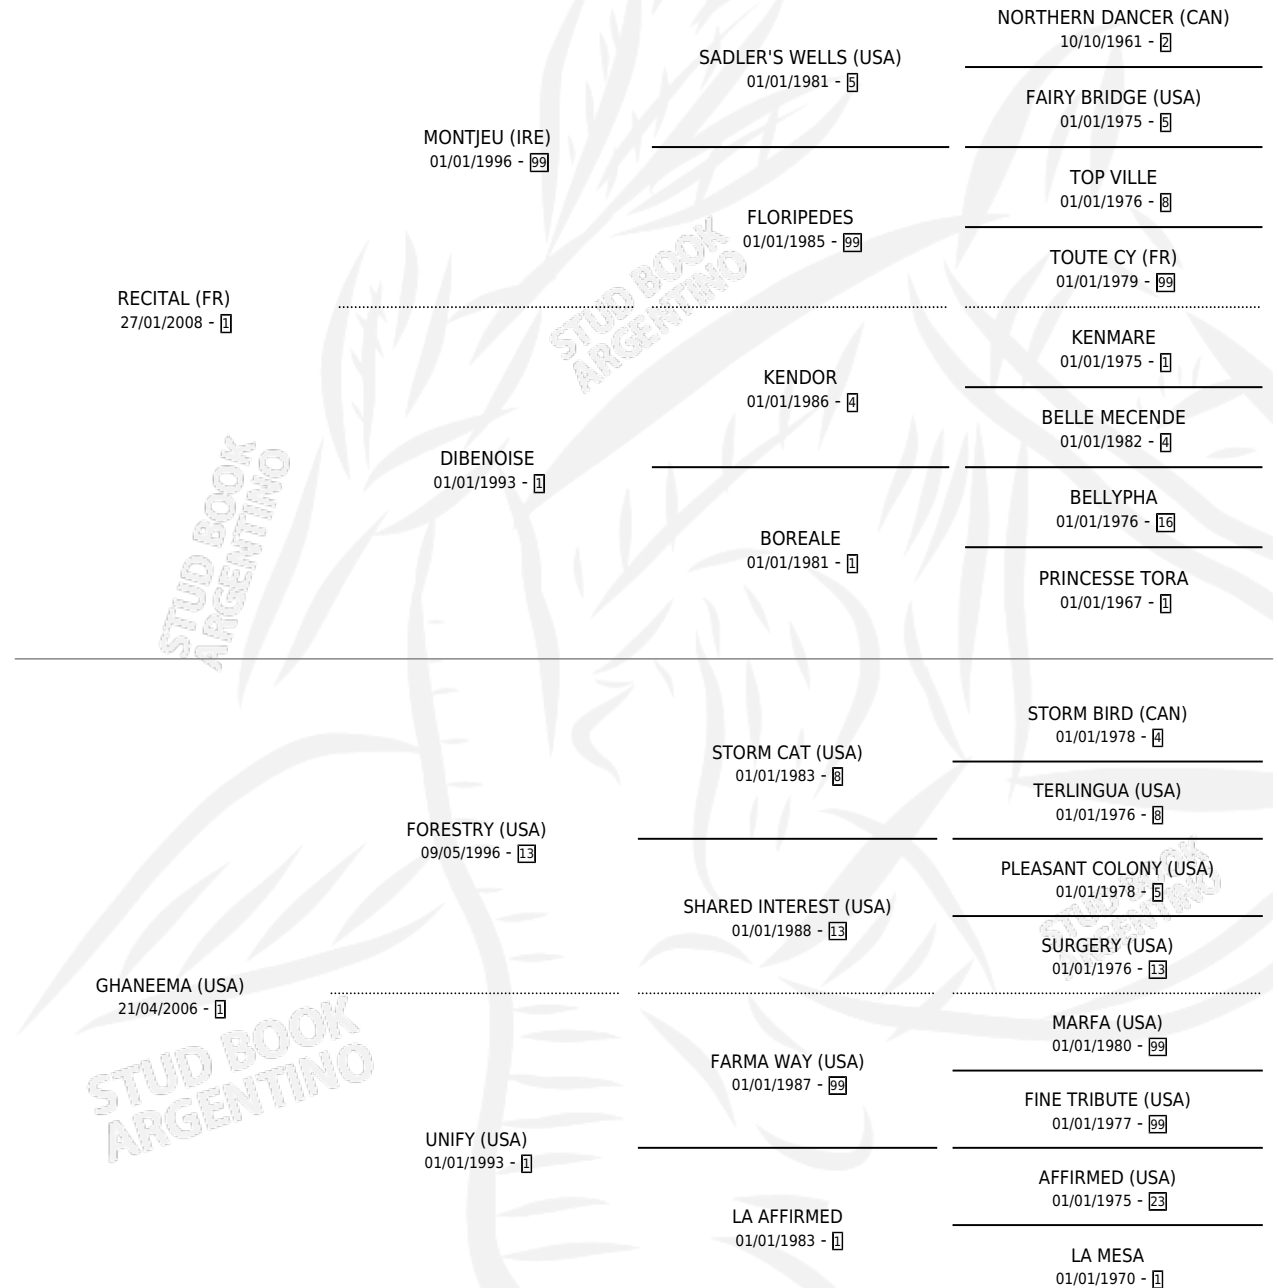 NORTHERN DANCER (CAN)
10/10/1961 - 2
SADLER'S WELLS (USA)
01/01/1981 - 5
FAIRY BRIDGE (USA)
01/01/1975 - 5
MONTJEU (IRE)
01/01/1996 - 99
TOP VILLE
01/01/1976 - 8
FLORIPEDES
01/01/1985 - 99
TOUTE CY (FR)
01/01/1979 - 99
RECITAL (FR)
27/01/2008 - 1
KENMARE
01/01/1975 - 1
KENDOR
01/01/1986 - 4
BELLE MECENDE
01/01/1982 - 4
DIBENOISE
01/01/1993 - 1
BELLYPHA
01/01/1976 - 16
BOREALE
01/01/1981 - 1
PRINCESSE TORA
01/01/1967 - 1
STORM BIRD (CAN)
01/01/1978 - 4
STORM CAT (USA)
01/01/1983 - 8
TERLINGUA (USA)
01/01/1976 - 8
FORESTRY (USA)
09/05/1996 - 13
PLEASANT COLONY (USA)
01/01/1978 - 5
SHARED INTEREST (USA)
01/01/1988 - 13
SURGERY (USA)
01/01/1976 - 13
GHANEEMA (USA)
21/04/2006 - 1
MARFA (USA)
01/01/1980 - 99
FARMA WAY (USA)
01/01/1987 - 99
FINE TRIBUTE (USA)
01/01/1977 - 99
UNIFY (USA)
01/01/1993 - 1
AFFIRMED (USA)
01/01/1975 - 23
LA AFFIRMED
01/01/1983 - 1
LA MESA
01/01/1970 - 1
STUD BOOK
ARGENTINO
STUD BOOK
ARGENTINO
STUD BOOK
ARGENTINO
STUD BOOK
ARGENTINO